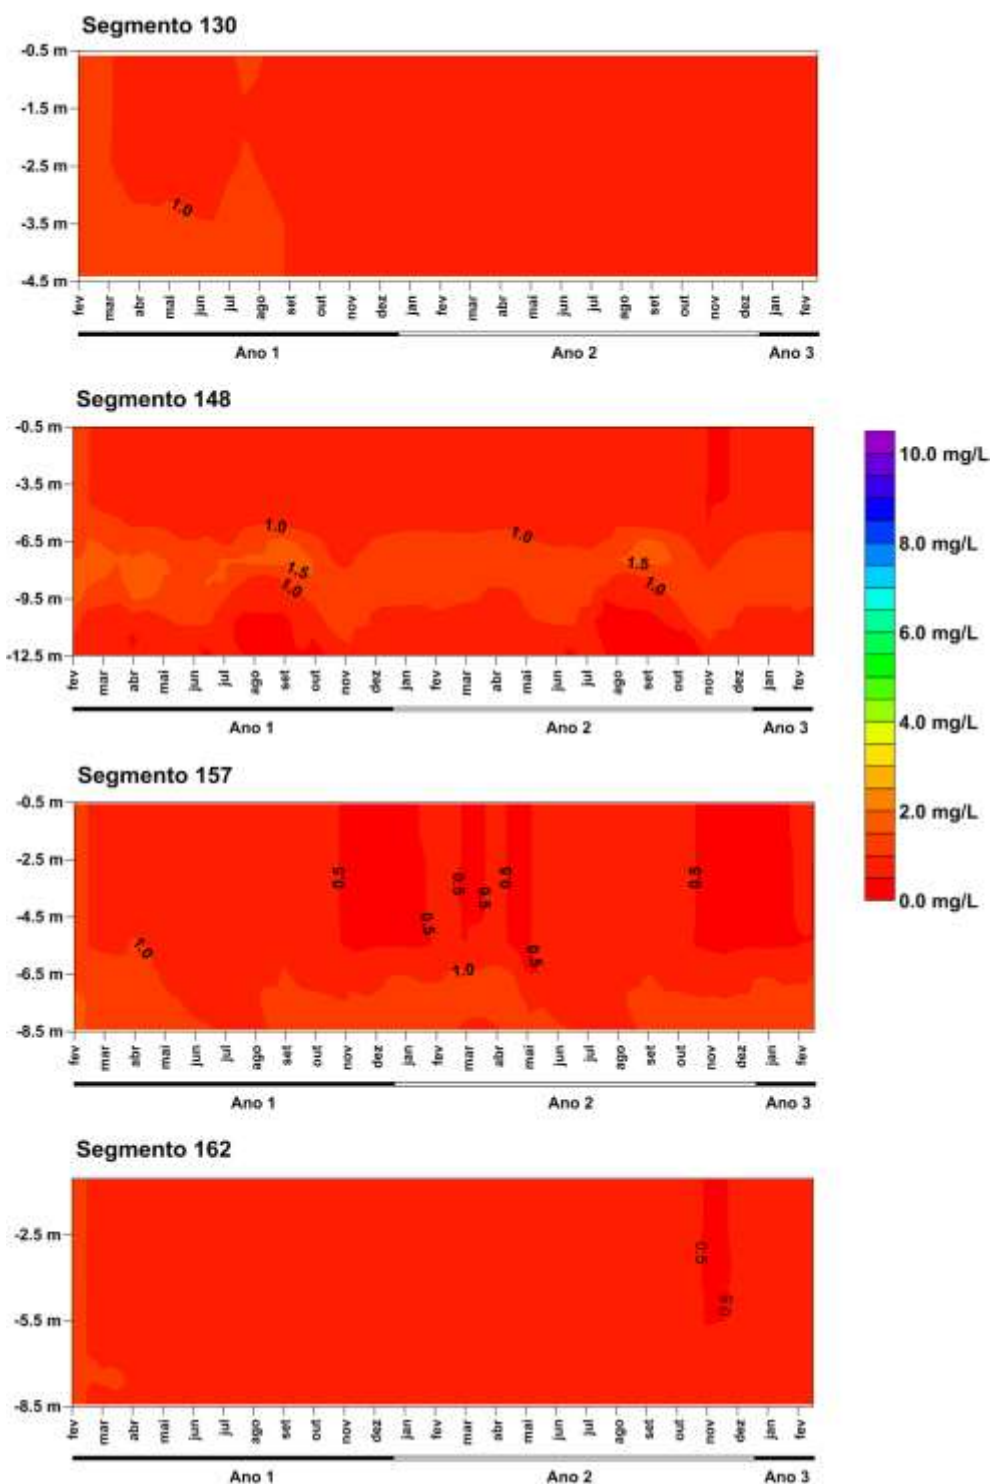 Segmento 130
-0.5 m
-1.5 m
-2.5 m
-3.5 m
-4.5 m
1.0
fev mar abr mai jun jul ago set out nov dez jan fev mar abr mai jun jul ago set out nov dez jan fev
Ano 1 Ano 2 Ano 3
Segmento 148
-0.5 m
-3.5 m
-6.5 m
-9.5 m
-12.5 m
1.0 1.0
1.5 1.5
1.0 1.0
fev mar abr mai jun jul ago set out nov dez jan fev mar abr mai jun jul ago set out nov dez jan fev
Ano 1 Ano 2 Ano 3
10.0 mg/L
8.0 mg/L
6.0 mg/L
4.0 mg/L
2.0 mg/L
0.0 mg/L
Segmento 157
-0.5 m
-2.5 m
-4.5 m
-6.5 m
-8.5 m
0.5 0.5 0.5 0.5
0.5 0.5
1.0 1.0 0.5
fev mar abr mai jun jul ago set out nov dez jan fev mar abr mai jun jul ago set out nov dez jan fev
Ano 1 Ano 2 Ano 3
Segmento 162
-2.5 m
-5.5 m
-8.5 m
0.5
0.5
fev mar abr mai jun jul ago set out nov dez jan fev mar abr mai jun jul ago set out nov dez jan fev
Ano 1 Ano 2 Ano 3